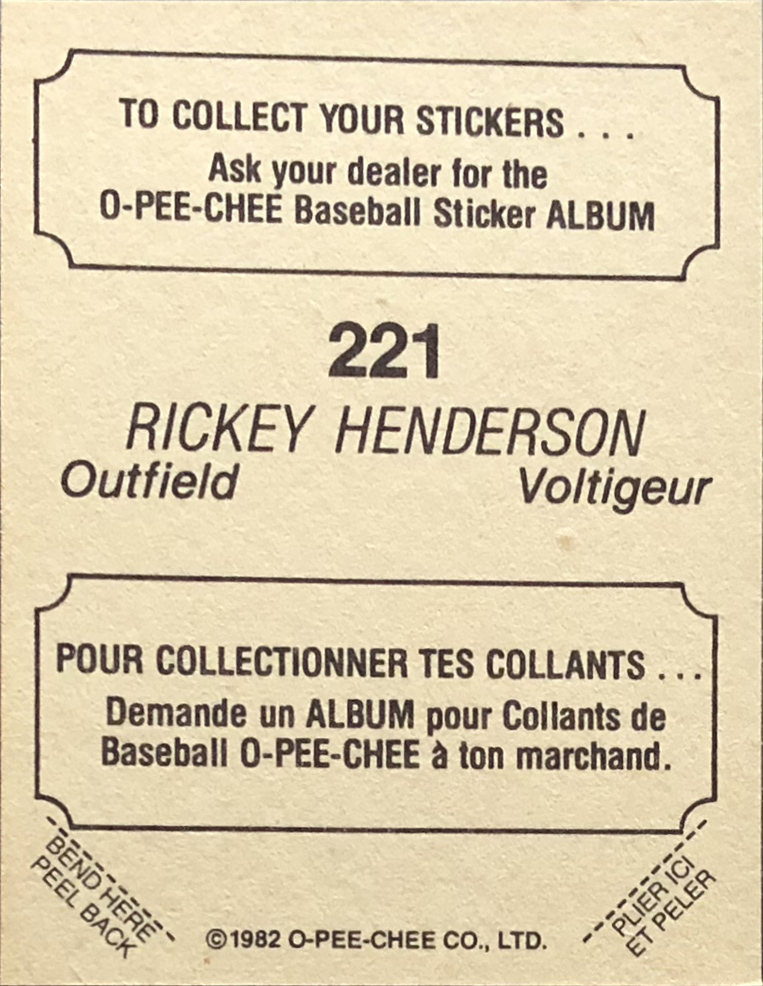 TO COLLECT YOUR STICKERS . . .
Ask your dealer for the
O-PEE-CHEE Baseball Sticker ALBUM
221
RICKEY HENDERSON
Outfield Voltigeur
POUR COLLECTIONNER TES COLLANTS . . .
Demande un ALBUM pour Collants de
Baseball O-PEE-CHEE à ton marchand.
BEND HERE
PEEL BACK
©1982 O-PEE-CHEE CO., LTD.
PLIER ICI
ET PELER